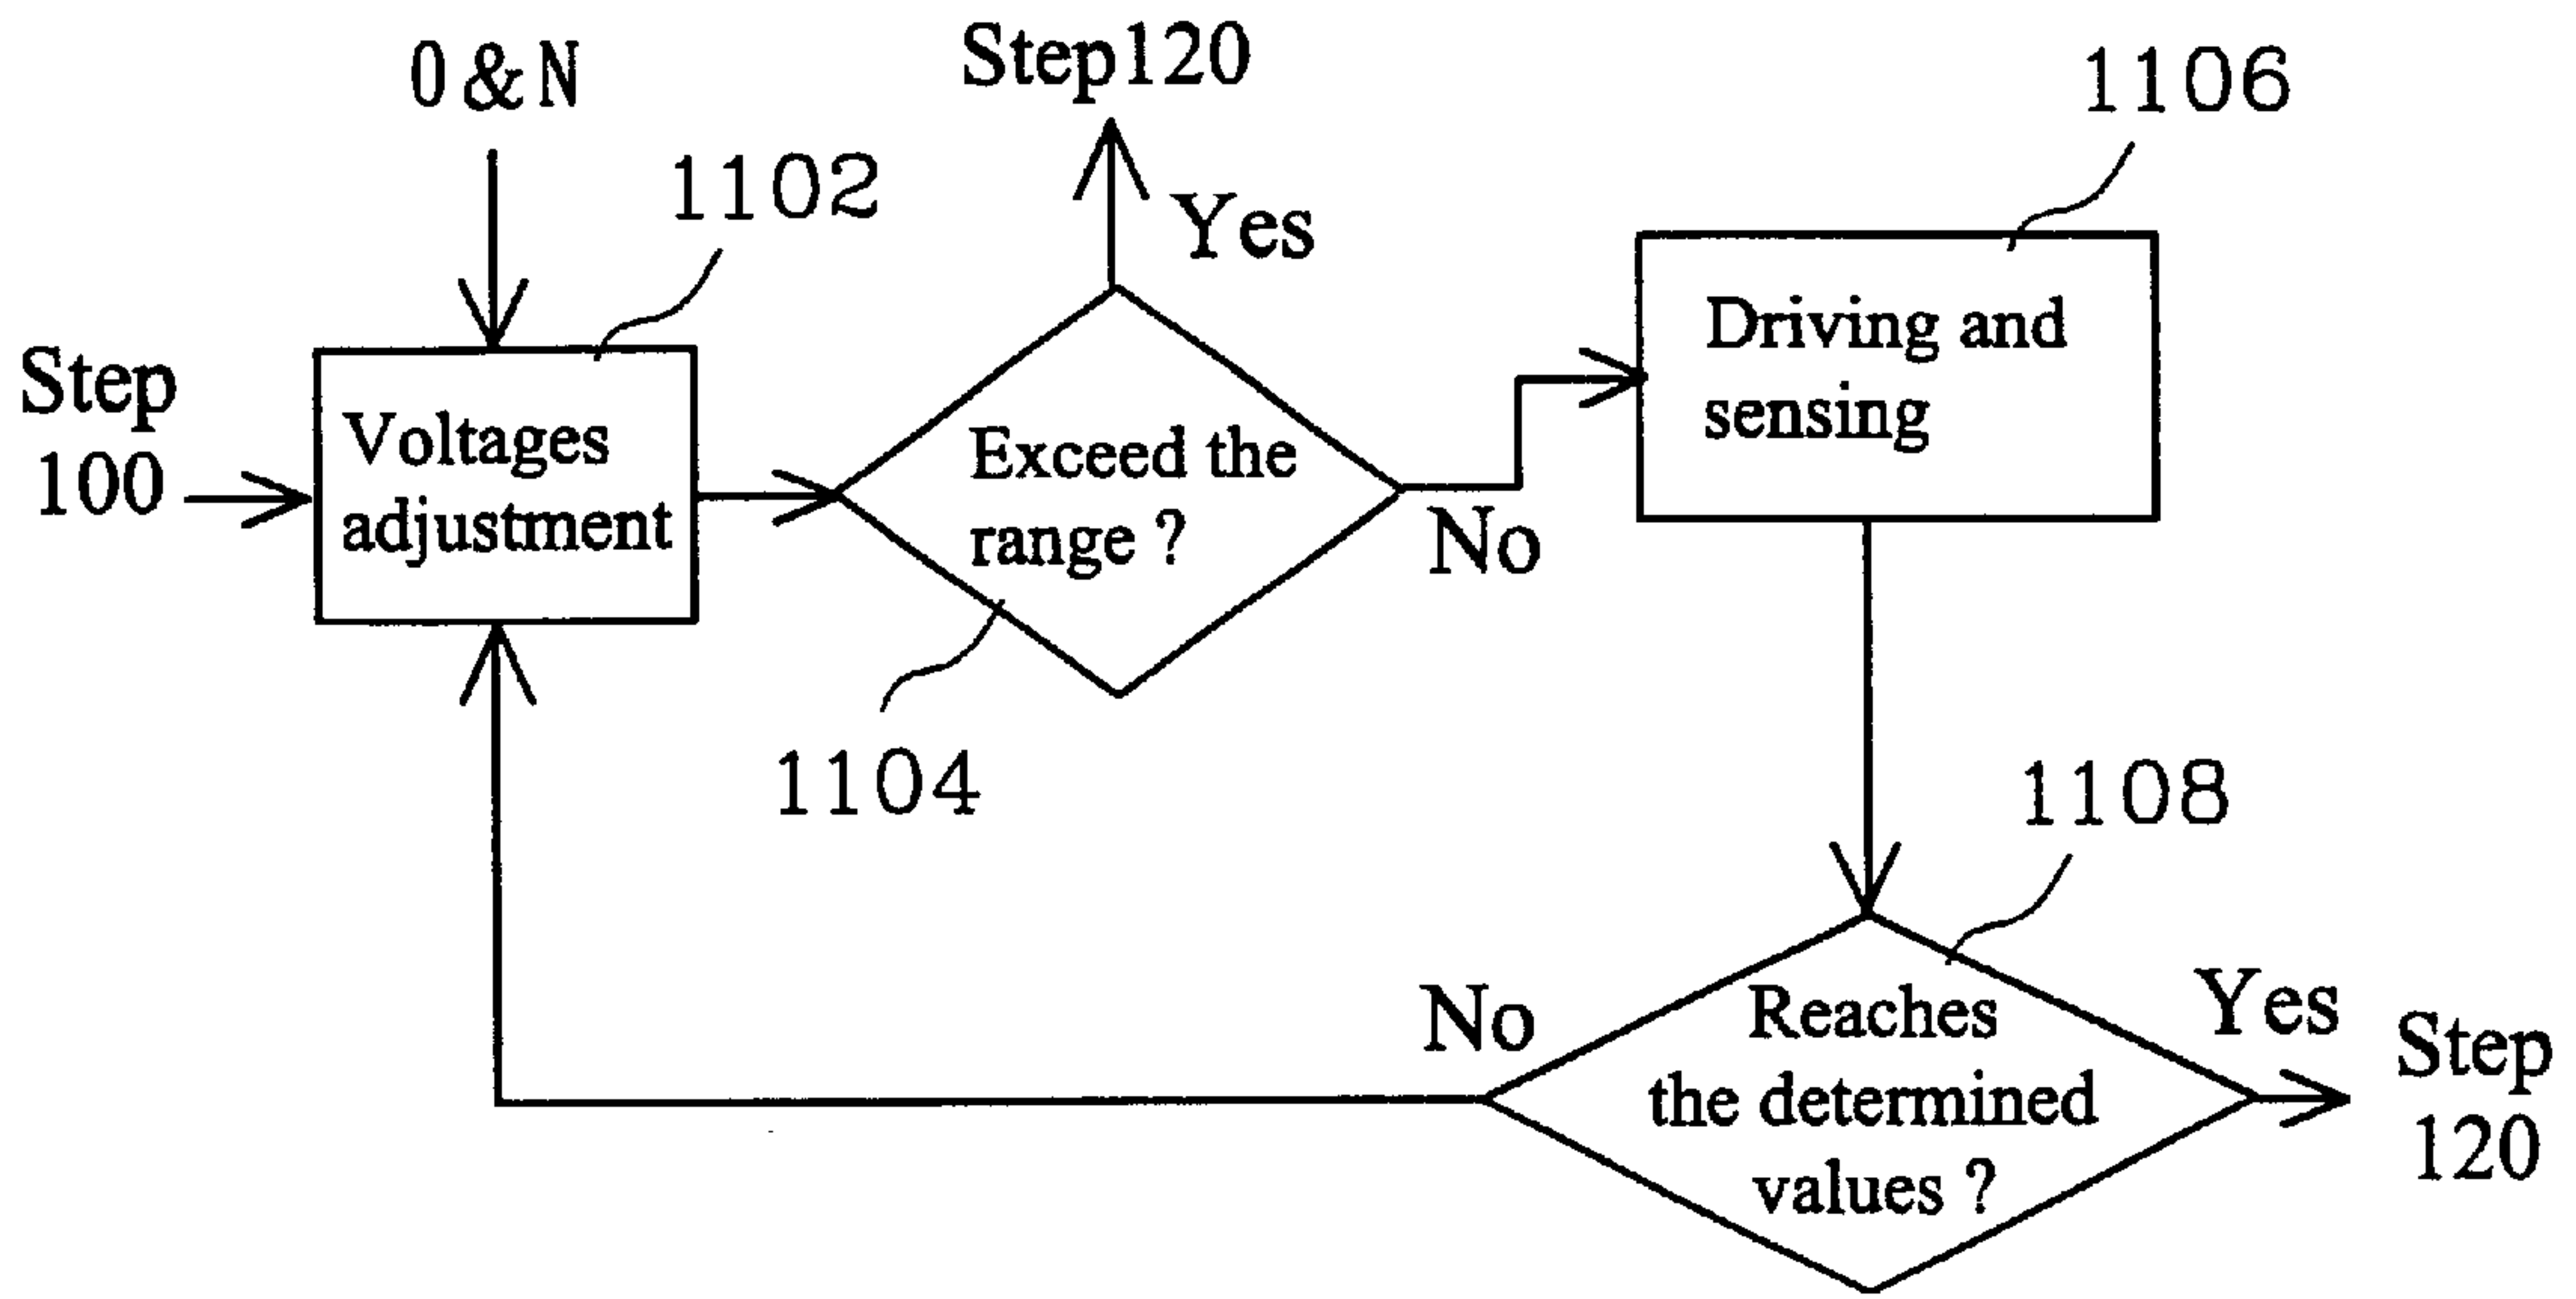 0 & N
Step120
1106
1102
Yes
Step
100
Voltages
adjustment
Exceed the
range ?
No
Driving and
sensing
1104
1108
No
Reaches
the determined
values ?
Yes
Step
120